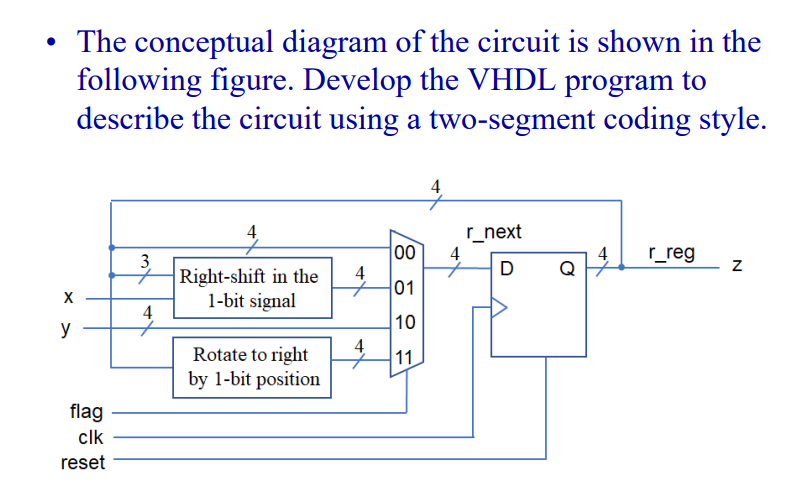 • The conceptual diagram of the circuit is shown in the
following figure. Develop the VHDL program to
describe the circuit using a two-segment coding style.
4
4
r_next
00
4
4
r_reg
z
3
Right-shift in the
1-bit signal
4
D
Q
01
x
4
y
10
Rotate to right
by 1-bit position
4
11
flag
clk
reset